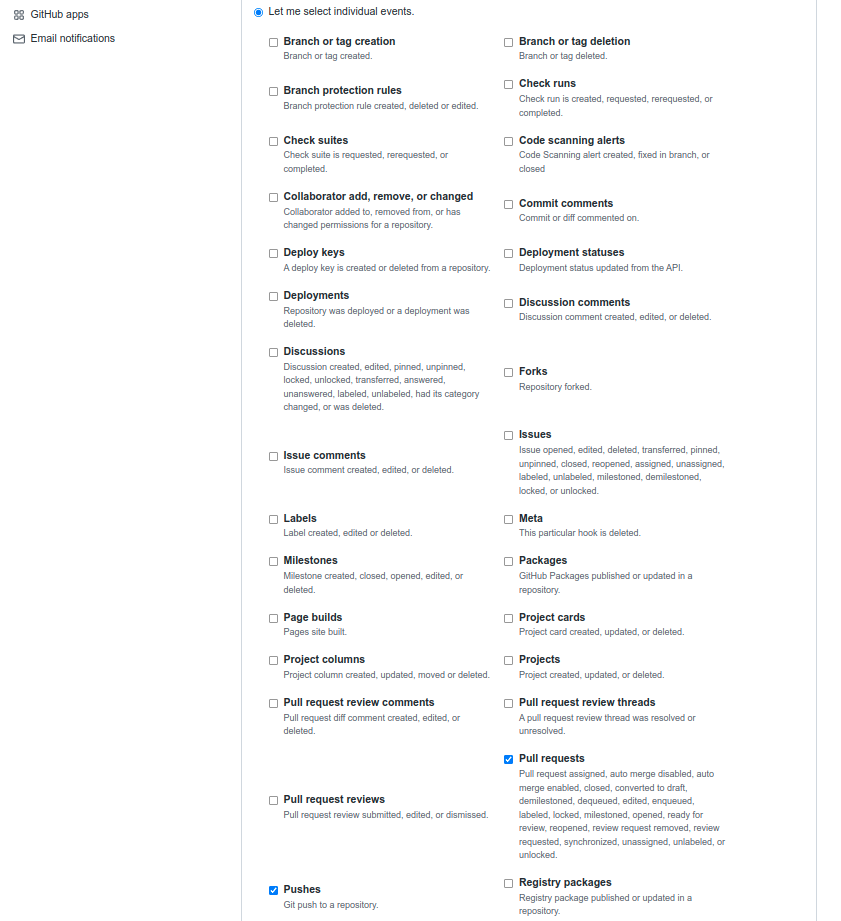 GitHub apps
Email notifications
Let me select individual events.
Branch or tag creation
Branch or tag created.
Branch or tag deletion
Branch or tag deleted.
Branch protection rules
Branch protection rule created, deleted or edited.
Check runs
Check run is created, requested, rerequested, or
completed.
Check suites
Check suite is requested, rerequested, or
completed.
Code scanning alerts
Code Scanning alert created, fixed in branch, or
closed
Collaborator add, remove, or changed
Collaborator added to, removed from, or has
changed permissions for a repository.
Commit comments
Commit or diff commented on.
Deploy keys
A deploy key is created or deleted from a repository.
Deployment statuses
Deployment status updated from the API.
Deployments
Repository was deployed or a deployment was
deleted.
Discussion comments
Discussion comment created, edited, or deleted.
Discussions
Discussion created, edited, pinned, unpinned,
locked, unlocked, transferred, answered,
unanswered, labeled, unlabeled, had its category
changed, or was deleted.
Forks
Repository forked.
Issue comments
Issue comment created, edited, or deleted.
Issues
Issue opened, edited, deleted, transferred, pinned,
unpinned, closed, reopened, assigned, unassigned,
labeled, unlabeled, milestoned, demilestoned,
locked, or unlocked.
Labels
Label created, edited or deleted.
Meta
This particular hook is deleted.
Milestones
Milestone created, closed, opened, edited, or
deleted.
Packages
GitHub Packages published or updated in a
repository.
Page builds
Pages site built.
Project cards
Project card created, updated, or deleted.
Project columns
Project column created, updated, moved or deleted.
Projects
Project created, updated, or deleted.
Pull request review comments
Pull request diff comment created, edited, or
deleted.
Pull request review threads
A pull request review thread was resolved or
unresolved.
Pull request reviews
Pull request review submitted, edited, or dismissed.
Pull requests
Pull request assigned, auto merge disabled, auto
merge enabled, closed, converted to draft,
demilestoned, dequeued, edited, enqueued,
labeled, locked, milestoned, opened, ready for
review, reopened, review request removed, review
requested, synchronized, unassigned, unlabeled, or
unlocked.
Pushes
Git push to a repository.
Registry packages
Registry package published or updated in a
repository.